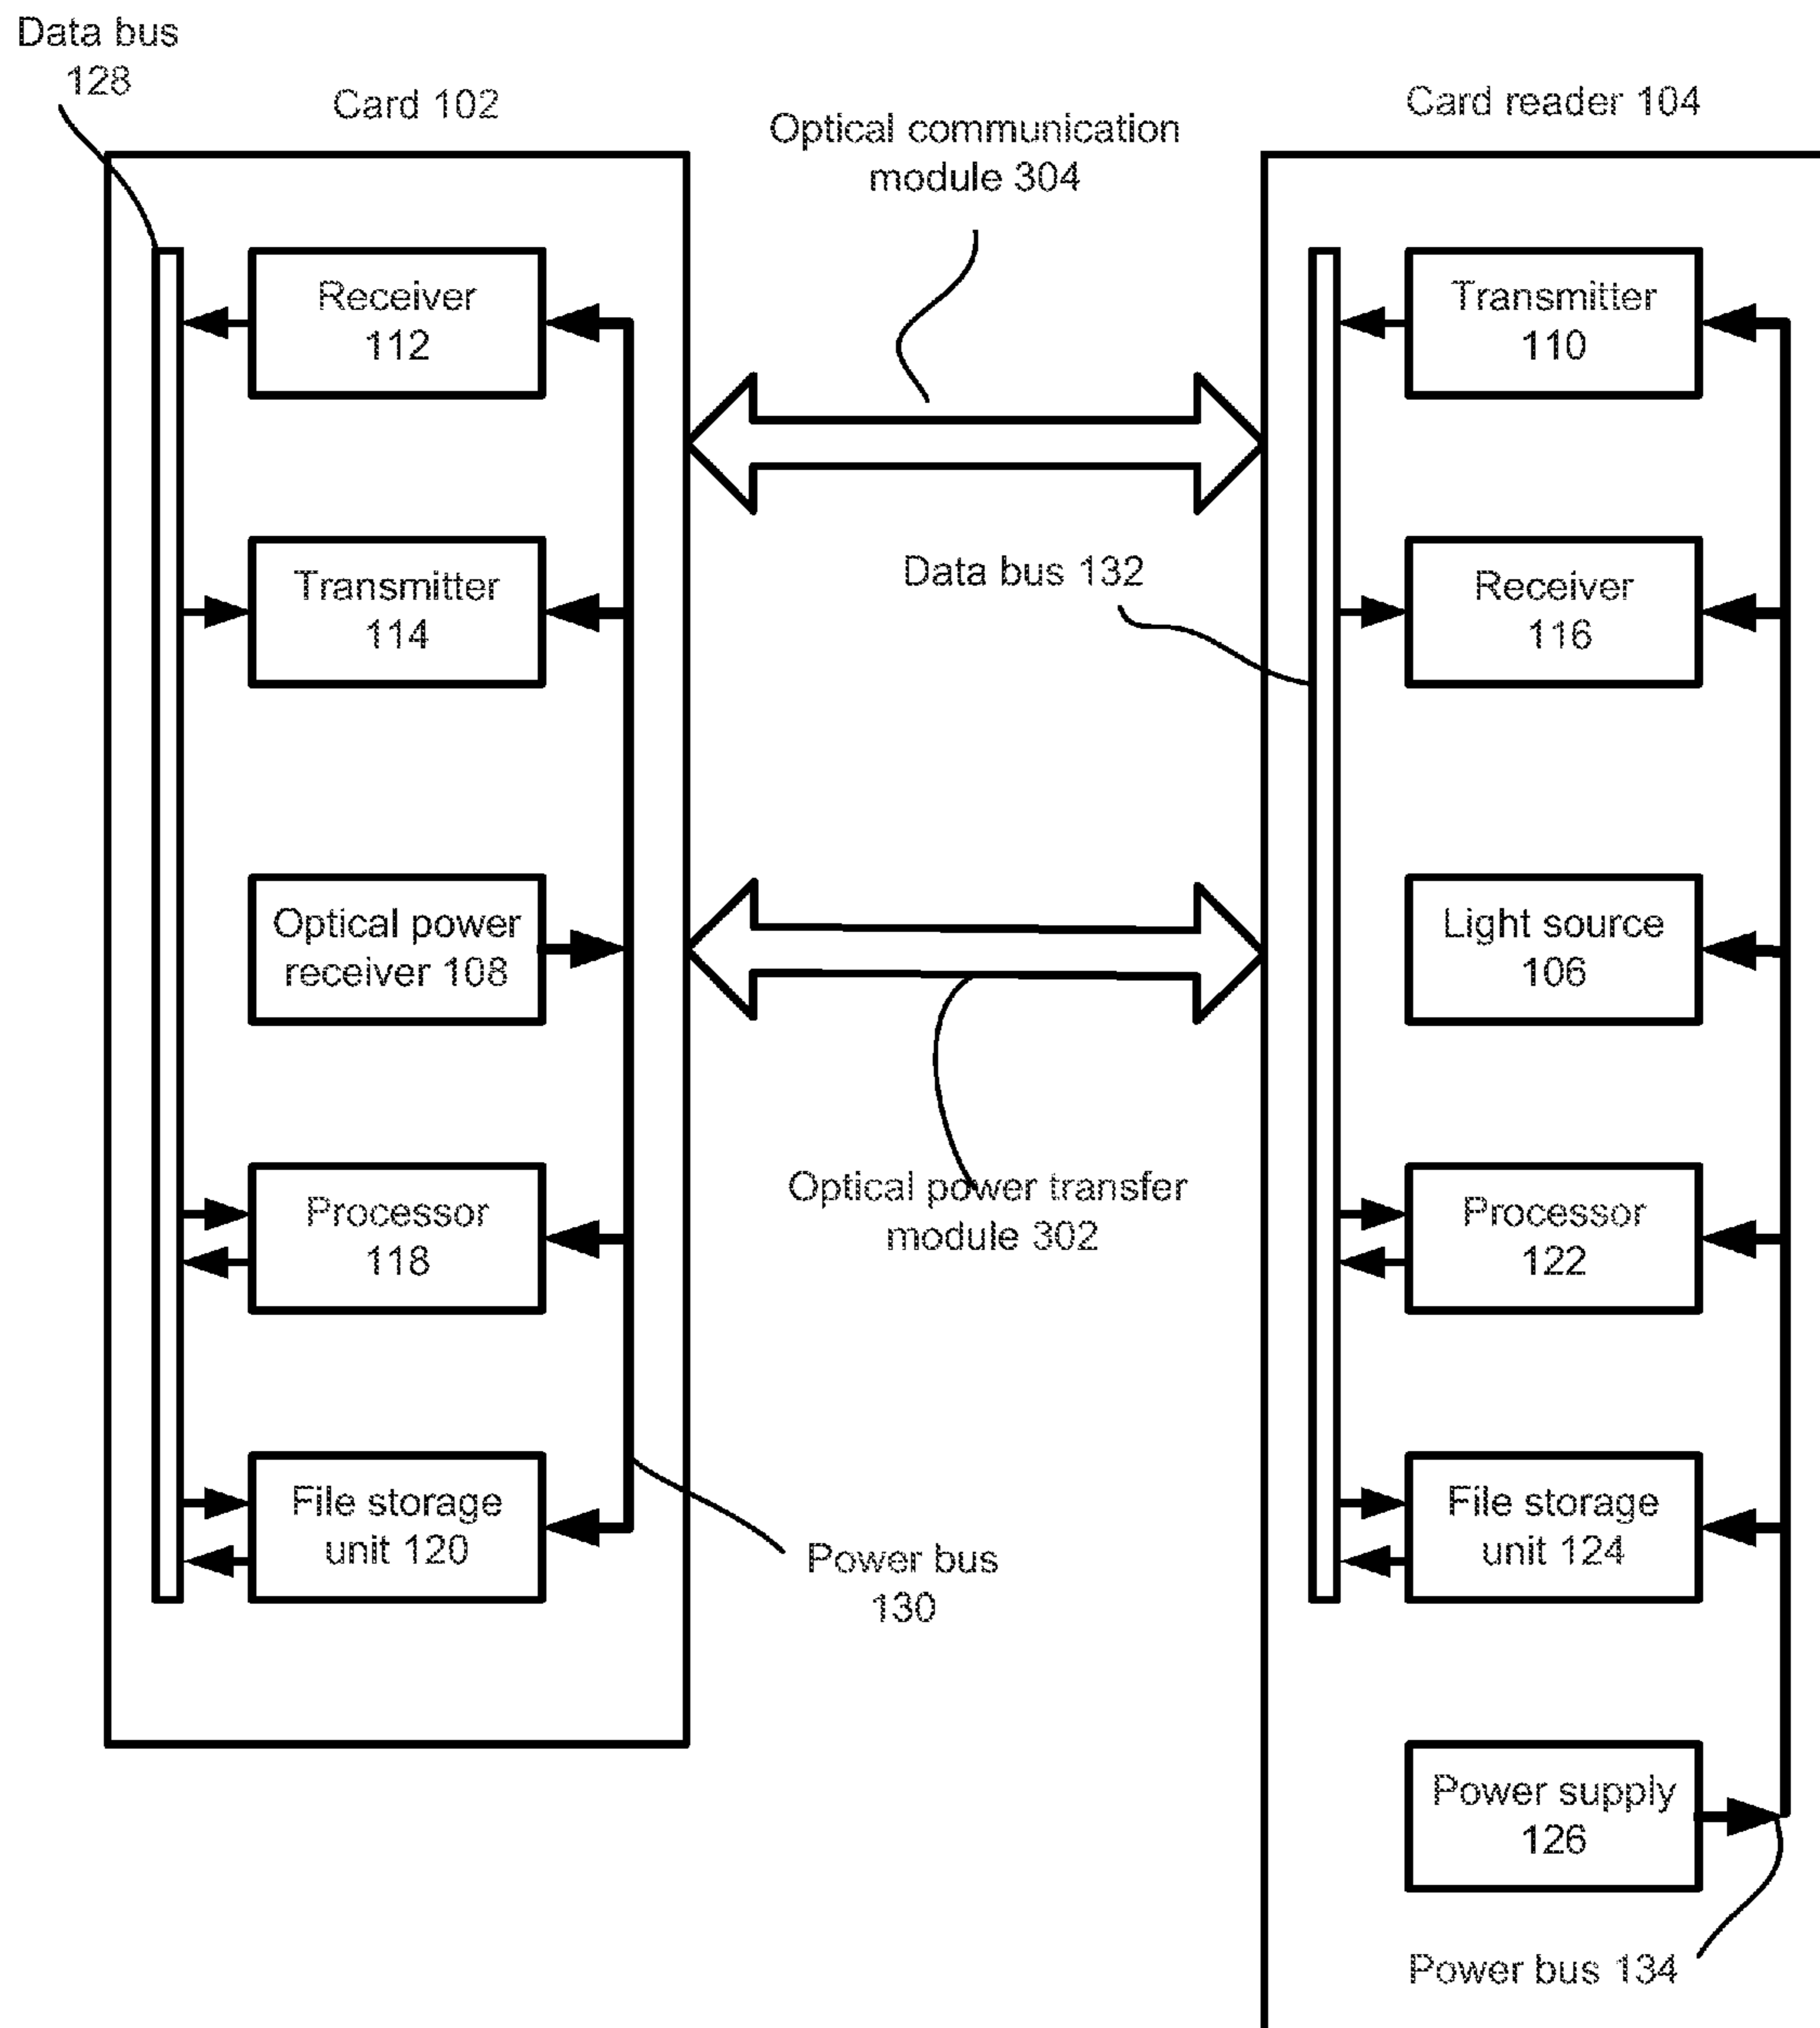 Data bus
128
Card 102
Optical communication
module 304
Card reader 104
Receiver
112
Transmitter
110
Transmitter
114
Data bus 132
Receiver
116
Optical power
receiver 108
Light source
106
Optical power transfer
module 302
Processor
118
Processor
122
File storage
unit 120
File storage
unit 124
Power bus
130
Power supply
126
Power bus 134